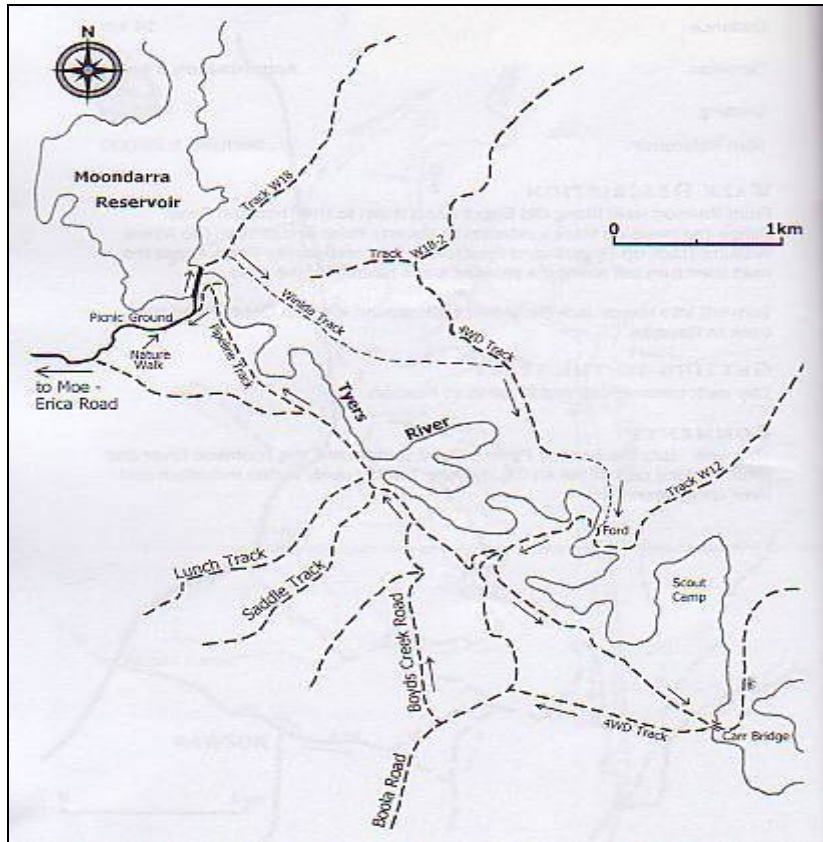 N
Moondarra
Reservoir
Track W18
0 1km
Track W18-2
Picnic Ground
Winline Track
Nature
Walk
Pipeline Track
4WD Track
to Moe -
Erica Road
Tyers
River
Track W12
Ford
Lunch Track
Saddle Track
Scout
Camp
Boyds Creek Road
4WD Track
Carr Bridge
Boola Road